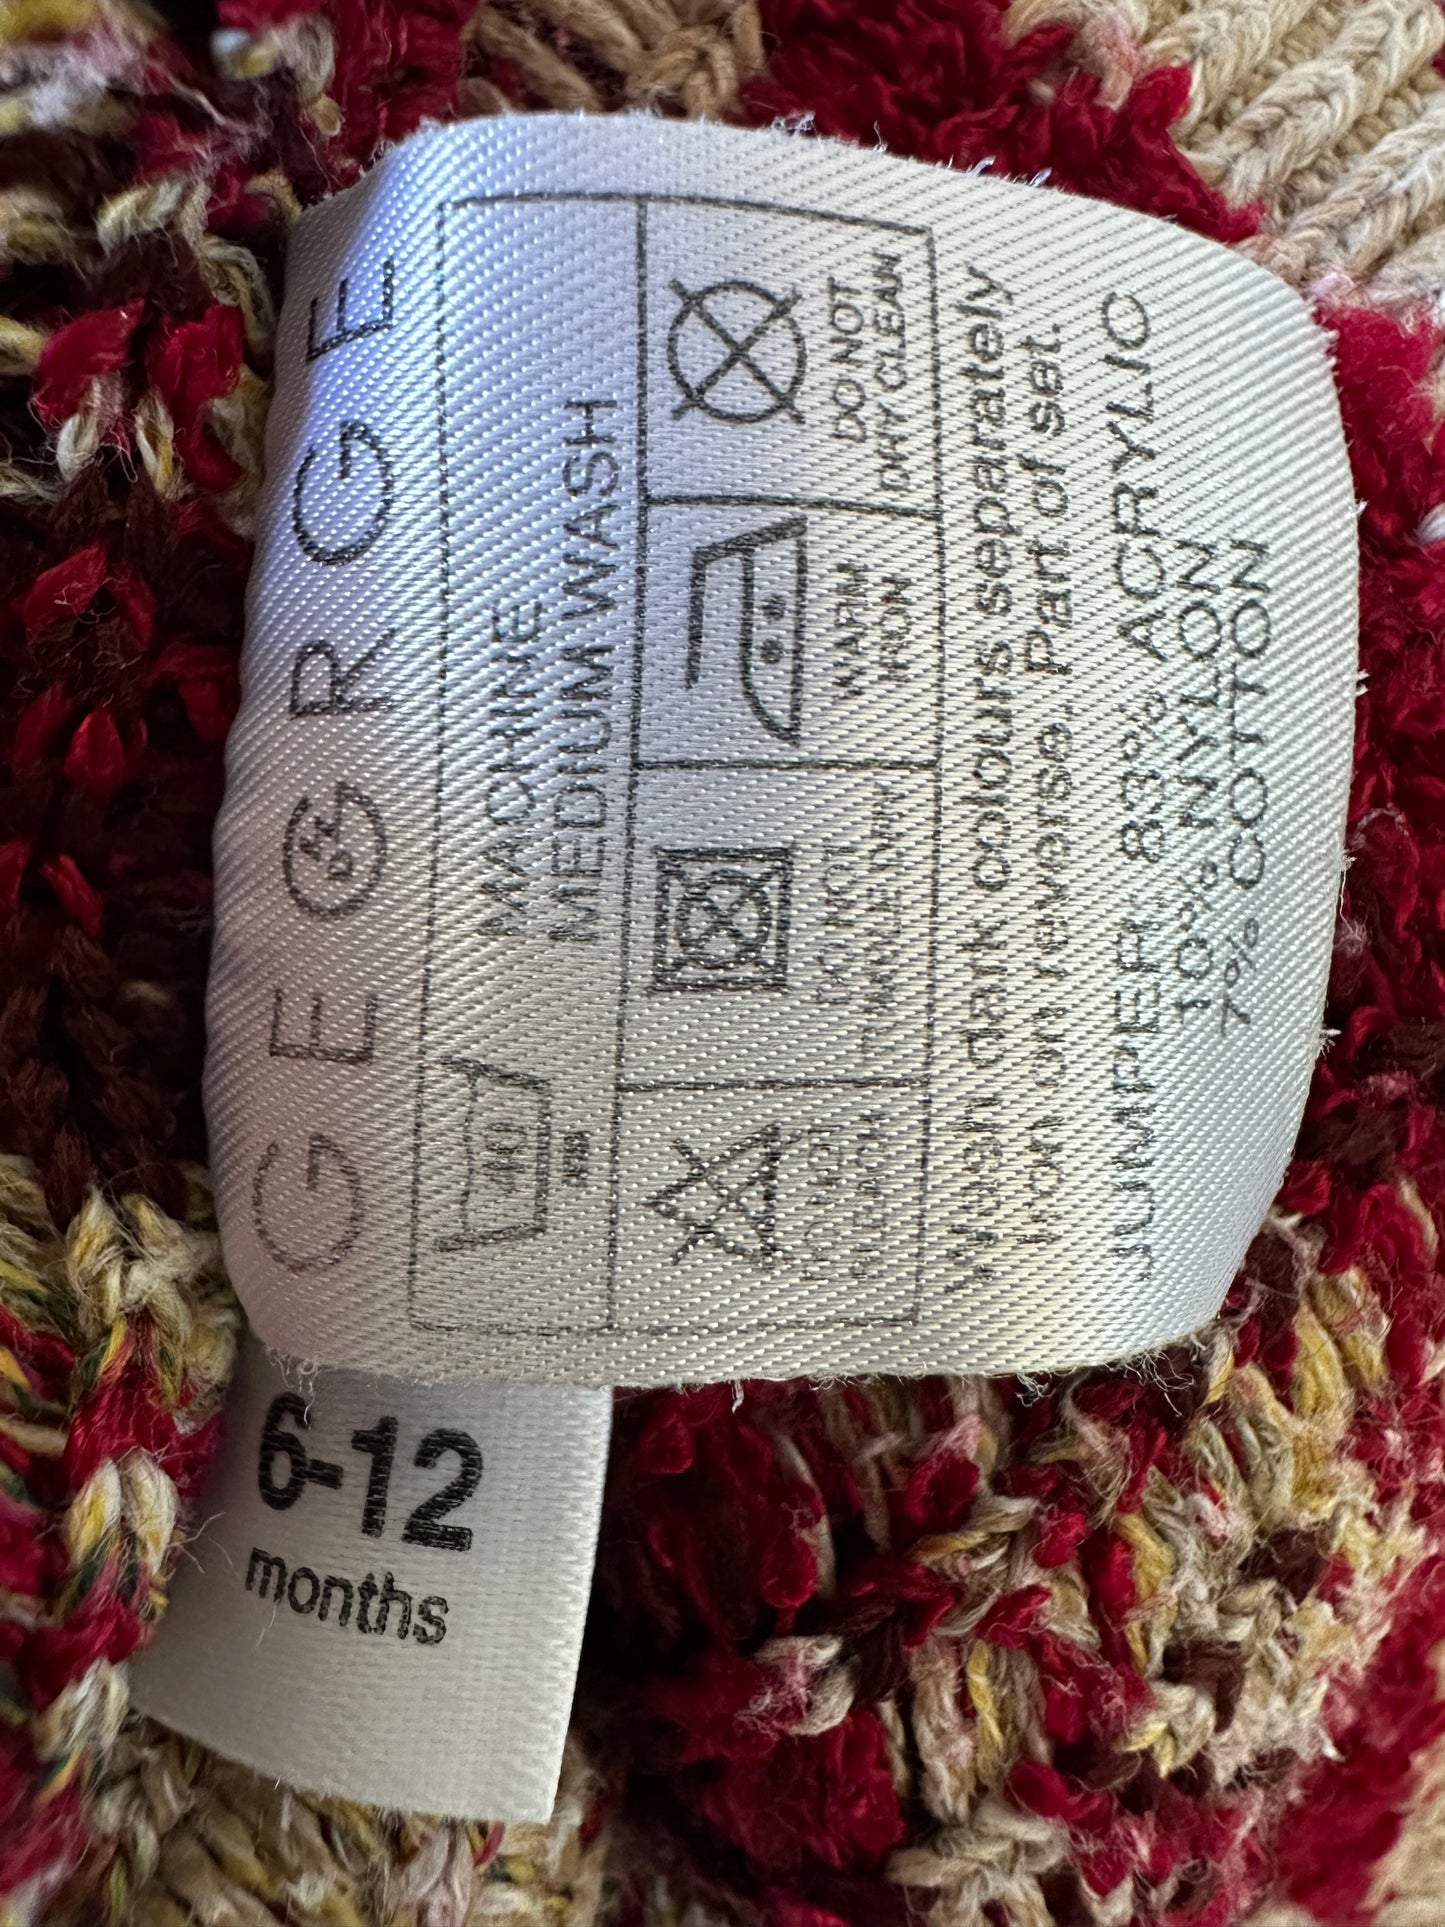 GEORGE
40
MACHINE
MEDIUM WASH
DO NOT
BLEACH
DO NOT
TUMBLE DRY
WARM
IRON
DO NOT
DRY CLEAN
Wash dark colours separately
Iron on reverse. Part of set.
JUMPER 83% ACRYLIC
10% NYLON
7% COTTON
6-12
months